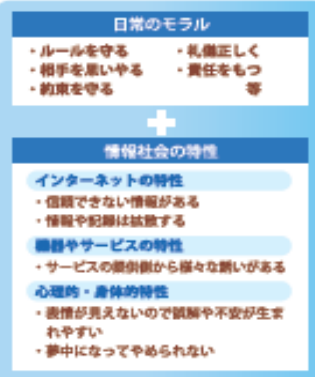 日常のモラル
・ルールを守る ・礼儀正しく
・相手を思いやる ・責任をもつ
・約束を守る 等
+
情報社会の特性
インターネットの特性
・信頼できない情報がある
・情報や記録は拡散する
機器やサービスの特性
・サービスの提供側から様々な誘いがある
心理的・身体的特性
・表情が見えないので誤解や不安が生ま
れやすい
・夢中になってやめられない